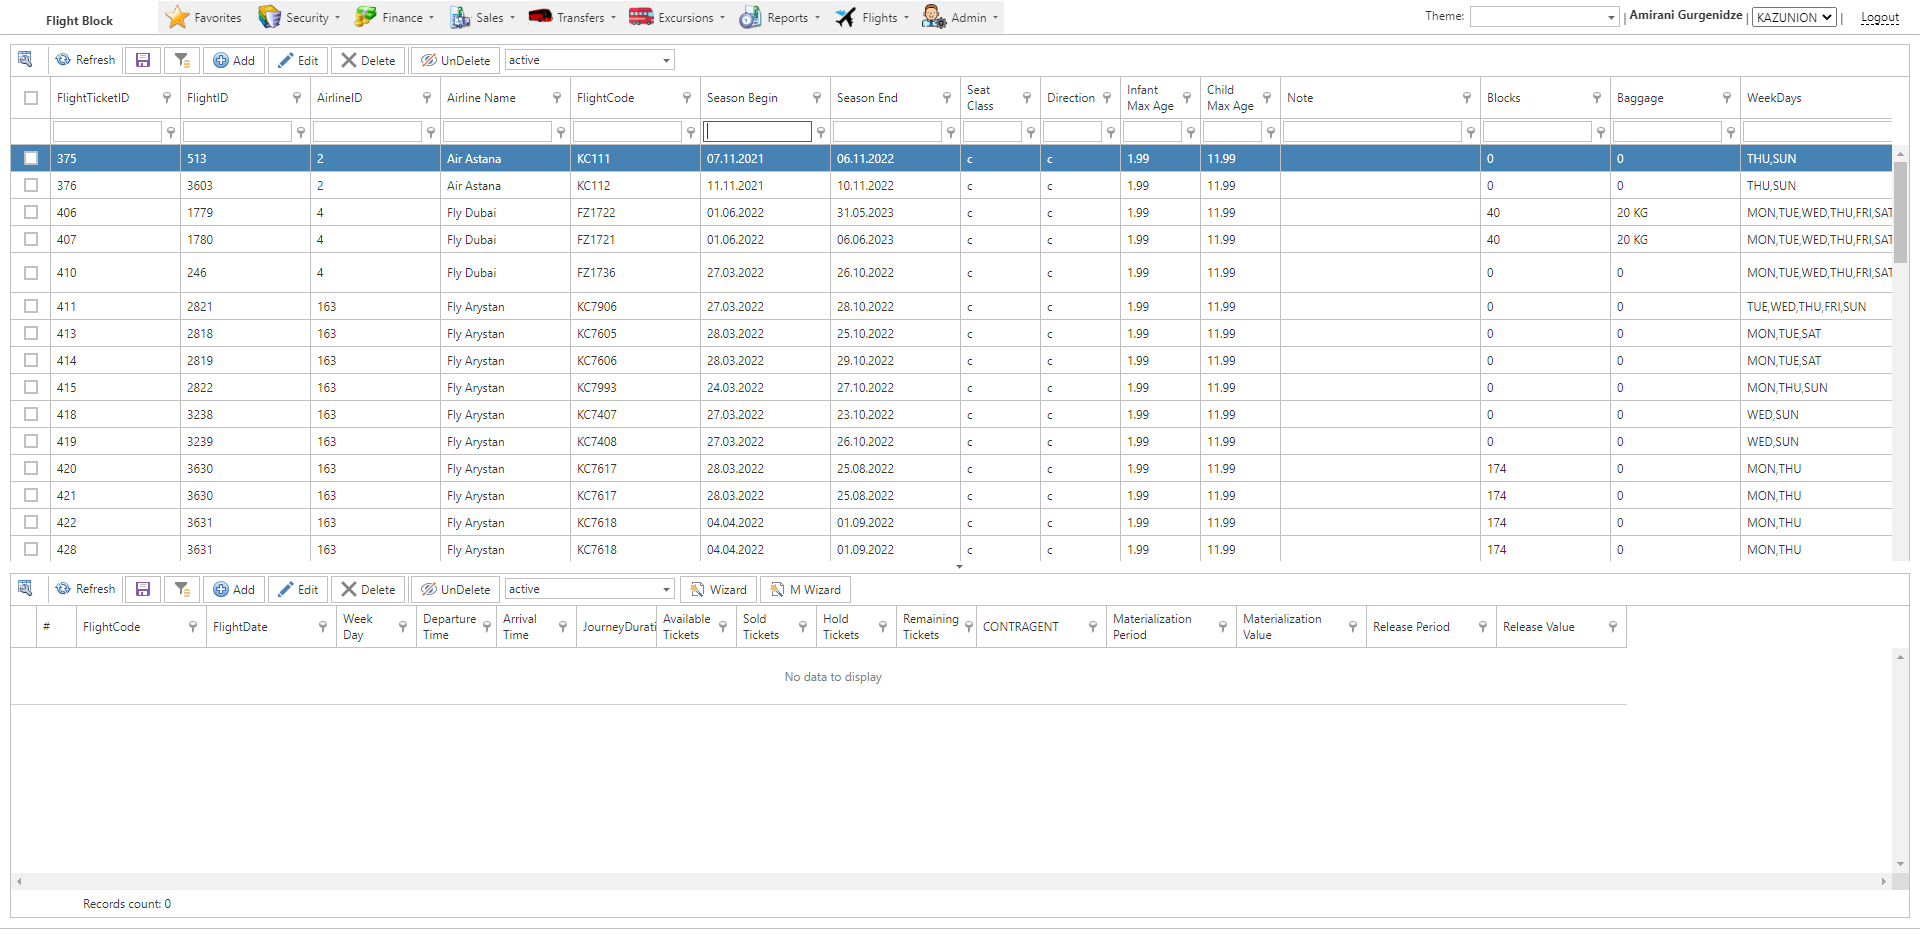 Flight Block Favorites Security Finance Sales Transfers Excursions Reports Flights Admin Theme: | Amirani Gurgenidze | KAZUNION | Logout
Refresh Add Edit Delete UnDelete active
FlightTicketID FlightID AirlineID Airline Name FlightCode Season Begin Season End Seat Class Direction Infant Max Age Child Max Age Note Blocks Baggage WeekDays
375 513 2 Air Astana KC111 07.11.2021 06.11.2022 c c 1.99 11.99 0 0 THU,SUN
376 3603 2 Air Astana KC112 11.11.2021 10.11.2022 c c 1.99 11.99 0 0 THU,SUN
406 1779 4 Fly Dubai FZ1722 01.06.2022 31.05.2023 c c 1.99 11.99 40 20 KG MON,TUE,WED,THU,FRI,SAT
407 1780 4 Fly Dubai FZ1721 01.06.2022 06.06.2023 c c 1.99 11.99 40 20 KG MON,TUE,WED,THU,FRI,SAT
410 246 4 Fly Dubai FZ1736 27.03.2022 26.10.2022 c c 1.99 11.99 0 0 MON,TUE,WED,THU,FRI,SAT
411 2821 163 Fly Arystan KC7906 27.03.2022 28.10.2022 c c 1.99 11.99 0 0 TUE,WED,THU,FRI,SUN
413 2818 163 Fly Arystan KC7605 28.03.2022 25.10.2022 c c 1.99 11.99 0 0 MON,TUE,SAT
414 2819 163 Fly Arystan KC7606 28.03.2022 29.10.2022 c c 1.99 11.99 0 0 MON,TUE,SAT
415 2822 163 Fly Arystan KC7993 24.03.2022 27.10.2022 c c 1.99 11.99 0 0 MON,THU,SUN
418 3238 163 Fly Arystan KC7407 27.03.2022 23.10.2022 c c 1.99 11.99 0 0 WED,SUN
419 3239 163 Fly Arystan KC7408 27.03.2022 26.10.2022 c c 1.99 11.99 0 0 WED,SUN
420 3630 163 Fly Arystan KC7617 28.03.2022 25.08.2022 c c 1.99 11.99 174 0 MON,THU
421 3630 163 Fly Arystan KC7617 28.03.2022 25.08.2022 c c 1.99 11.99 174 0 MON,THU
422 3631 163 Fly Arystan KC7618 04.04.2022 01.09.2022 c c 1.99 11.99 174 0 MON,THU
428 3631 163 Fly Arystan KC7618 04.04.2022 01.09.2022 c c 1.99 11.99 174 0 MON,THU
Refresh Add Edit Delete UnDelete active Wizard M Wizard
# FlightCode FlightDate Week Day Departure Time Arrival Time JourneyDurati Available Tickets Sold Tickets Hold Tickets Remaining Tickets CONTRAGENT Materialization Period Materialization Value Release Period Release Value
No data to display
Records count: 0